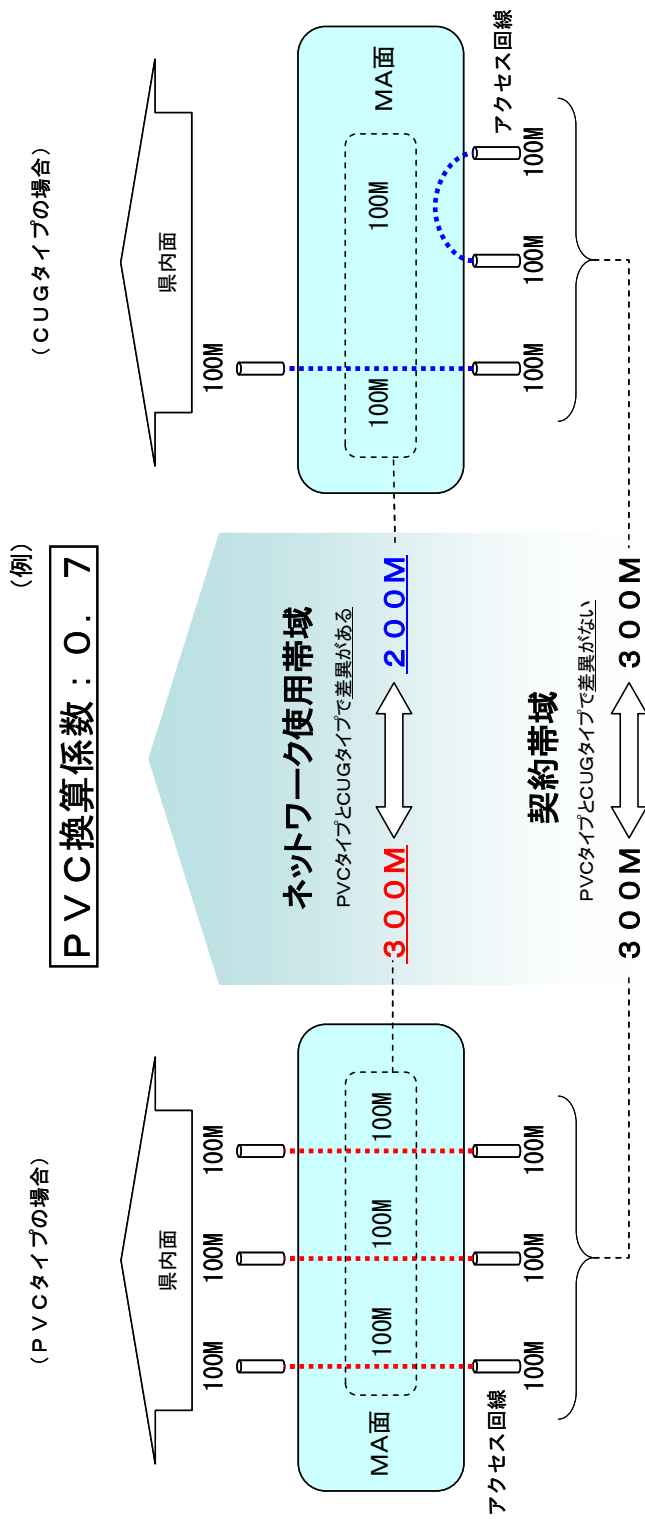 (例)
ＰＶＣ換算係数：０．７
(ＰＶＣタイプの場合)
県内面
100M
100M
100M
MA面
100M
100M
100M
アクセス回線
100M
100M
100M
ネットワーク使用帯域
PVCタイプとCUGタイプで差異がある
３００Ｍ
２００Ｍ
契約帯域
PVCタイプとCUGタイプで差異がない
３００Ｍ
３００Ｍ
(ＣＵＧタイプの場合)
県内面
100M
MA面
100M
100M
アクセス回線
100M
100M
100M